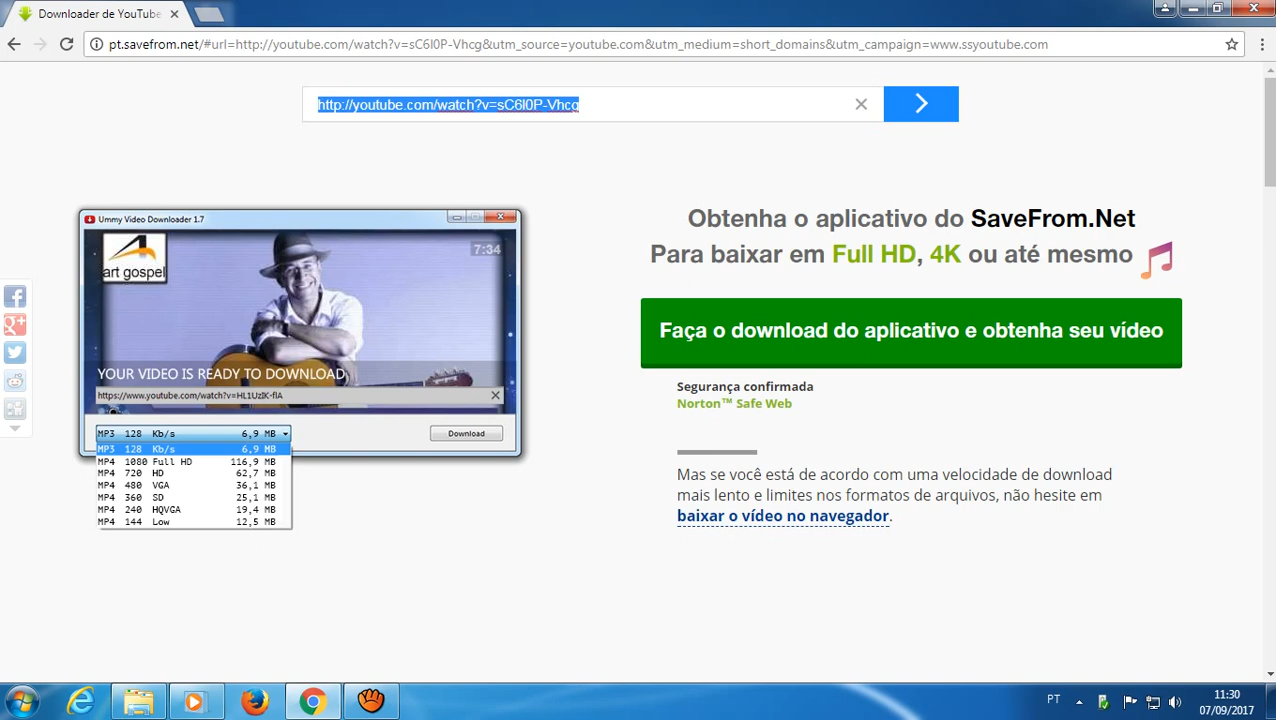 Downloader de YouTube
pt.savefrom.net/#url=http://youtube.com/watch?v=sC6I0P-Vhcg&utm_source=youtube.com&utm_medium=short_domains&utm_campaign=www.ssyoutube.com
http://youtube.com/watch?v=sC6I0P-Vhcg
Ummy Video Downloader 1.7
art gospel
7:34
YOUR VIDEO IS READY TO DOWNLOAD
https://www.youtube.com/watch?v=HL1UzIK-flA
MP3 128 Kb/s 6,9 MB
Download
MP3 128 Kb/s 6,9 MB
MP4 1080 Full HD 116,9 MB
MP4 720 HD 62,7 MB
MP4 480 VGA 36,1 MB
MP4 360 SD 25,1 MB
MP4 240 HQVGA 19,4 MB
MP4 144 Low 12,5 MB
Obtenha o aplicativo do SaveFrom.Net
Para baixar em Full HD, 4K ou até mesmo
Faça o download do aplicativo e obtenha seu vídeo
Segurança confirmada
Norton™ Safe Web
Mas se você está de acordo com uma velocidade de download
mais lento e limites nos formatos de arquivos, não hesite em
baixar o vídeo no navegador.
PT
11:30
07/09/2017